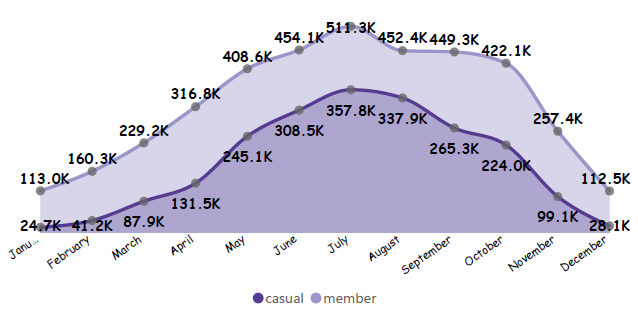 511.3K
454.1K
452.4K
449.3K
422.1K
408.6K
316.8K
357.8K
337.9K
308.5K
257.4K
229.2K
265.3K
245.1K
224.0K
160.3K
113.0K
112.5K
131.5K
87.9K
99.1K
24.7K
41.2K
28.1K
Janu...
February
March
April
May
June
July
August
September
October
November
December
casual
member